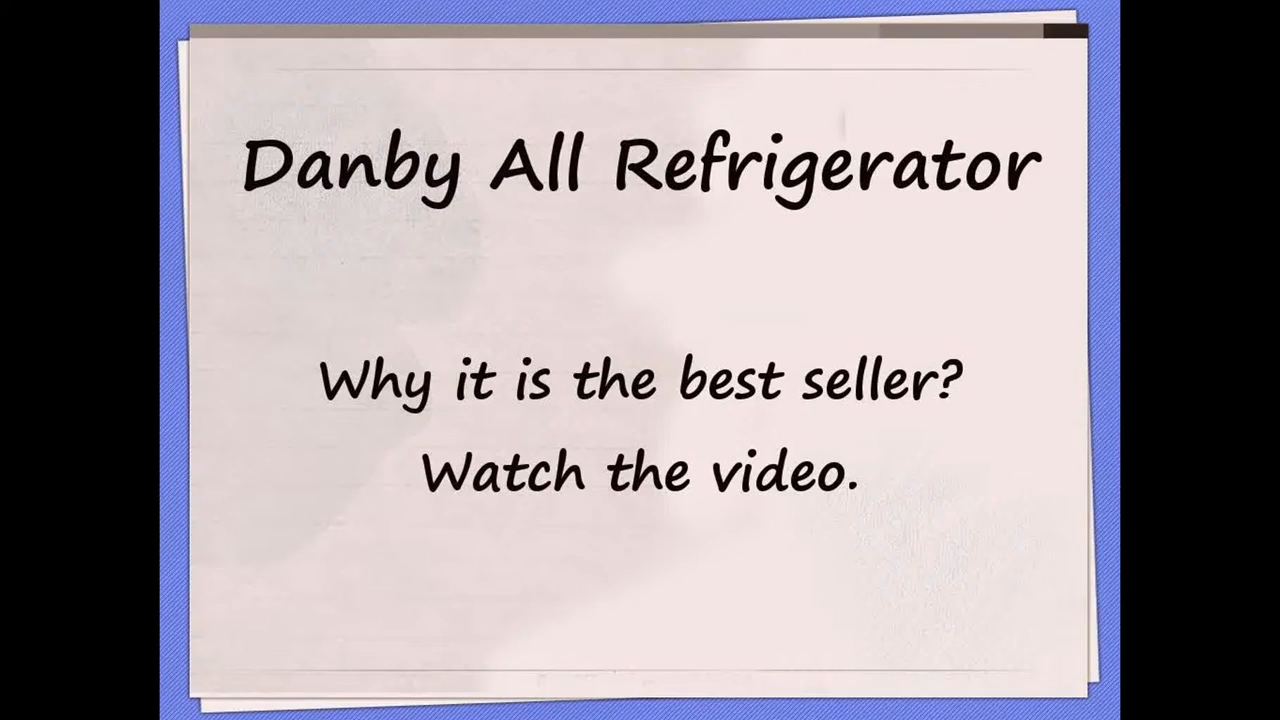 Danby All Refrigerator
Why it is the best seller?
Watch the video.